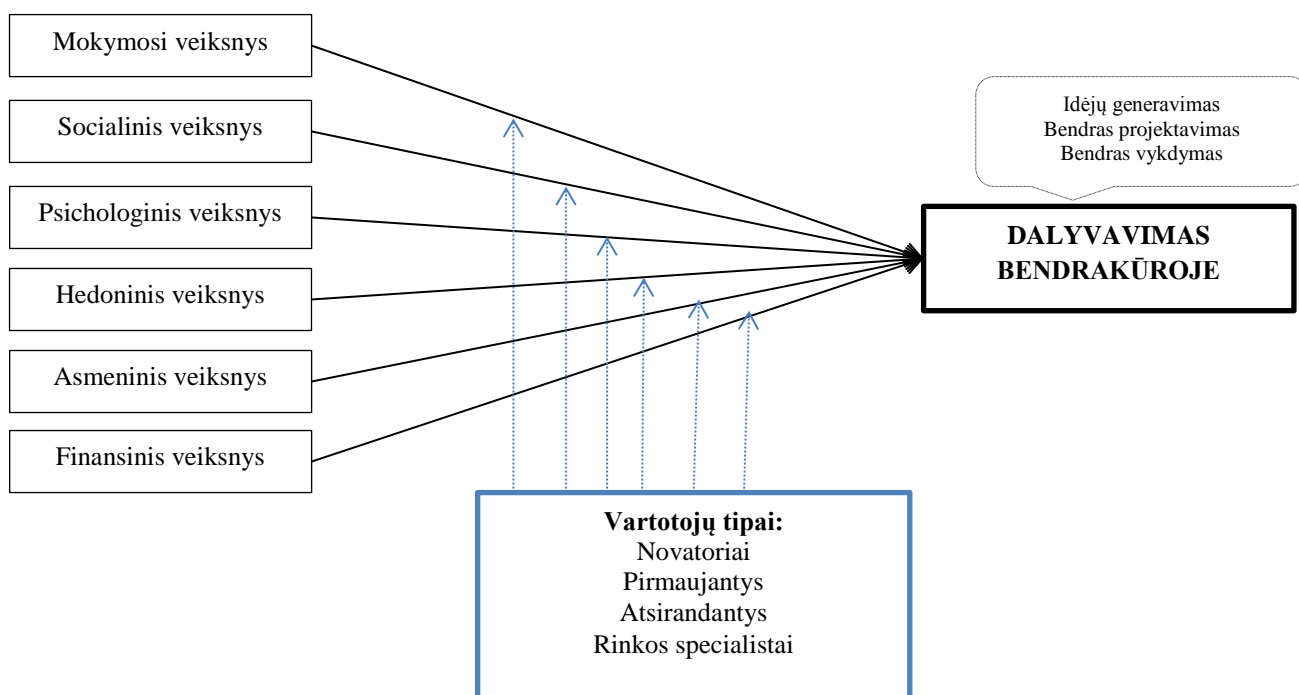 Mokymosi veiksnys
Socialinis veiksnys
Psichologinis veiksnys
Hedoninis veiksnys
Asmeninis veiksnys
Finansinis veiksnys
Idėjų generavimas
Bendras projektavimas
Bendras vykdymas
DALYVAVIMAS
BENDRAKŪROJE
Vartotojų tipai:
Novatoriai
Pirmaujantys
Atsirandantys
Rinkos specialistai